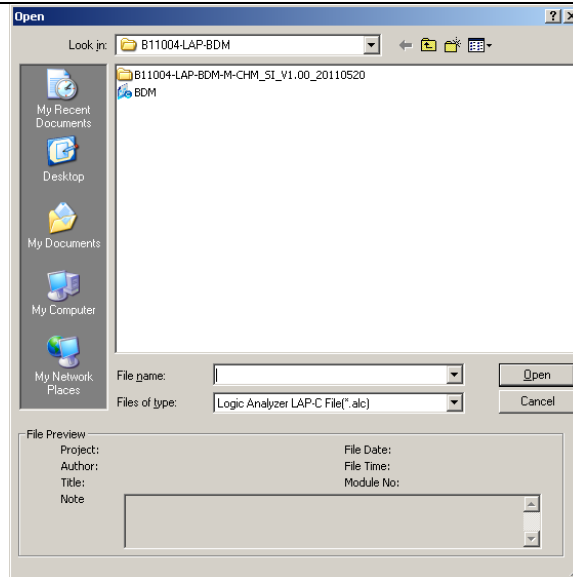 Open
Look in: B11004-LAP-BDM
B11004-LAP-BDM-M-CHM_SI_V1.00_20110520
BDM
My Recent
Documents
Desktop
My Documents
My Computer
My Network
Places
File name:
Open
Files of type: Logic Analyzer LAP-C File(*.alc)
Cancel
File Preview
Project:
File Date:
Author:
File Time:
Title:
Module No:
Note